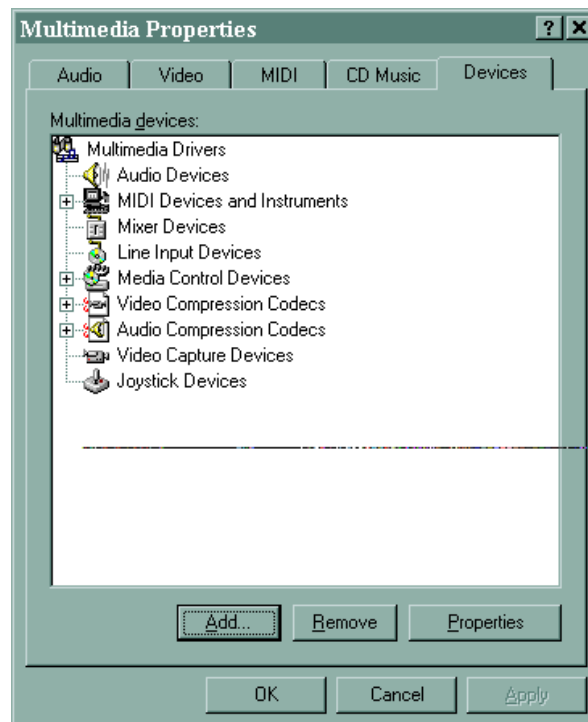 Multimedia Properties
Audio Video MIDI CD Music Devices
Multimedia devices:
Multimedia Drivers
Audio Devices
MIDI Devices and Instruments
Mixer Devices
Line Input Devices
Media Control Devices
Video Compression Codecs
Audio Compression Codecs
Video Capture Devices
Joystick Devices
Add... Remove Properties
OK Cancel Apply